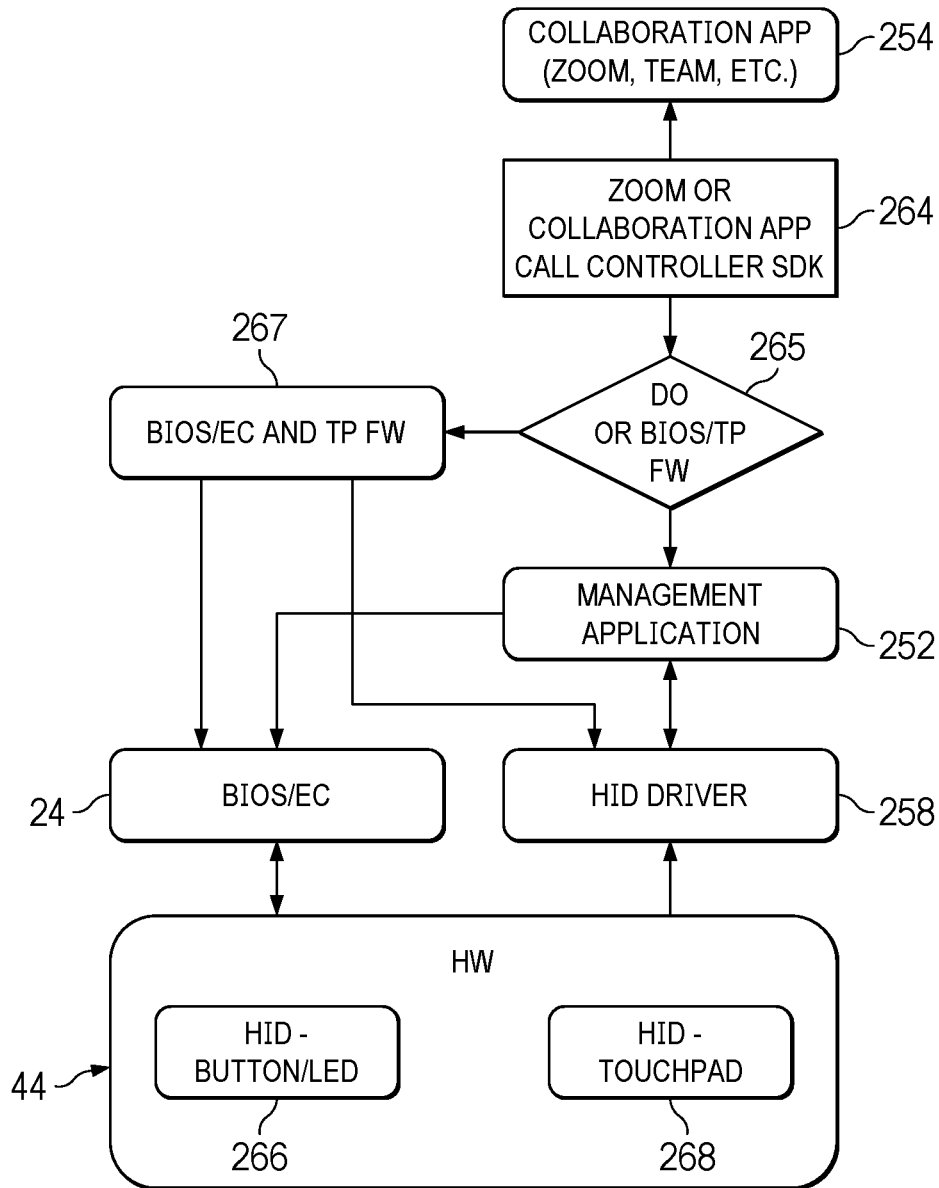 COLLABORATION APP
(ZOOM, TEAM, ETC.)
254
ZOOM OR
COLLABORATION APP
CALL CONTROLLER SDK
264
267
265
BIOS/EC AND TP FW
DO
OR BIOS/TP
FW
MANAGEMENT
APPLICATION
252
24
BIOS/EC
HID DRIVER
258
HW
HID -
BUTTON/LED
HID -
TOUCHPAD
44
266
268